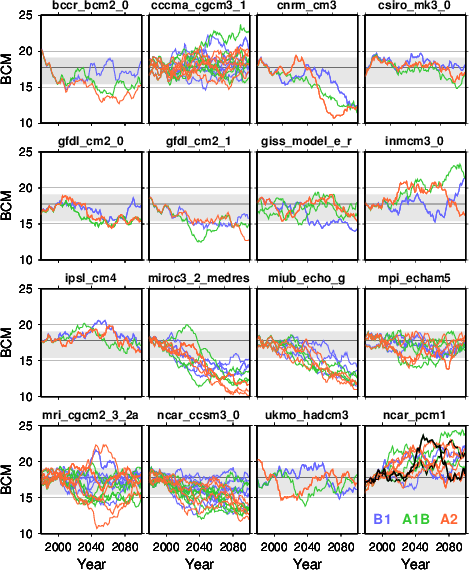 bccr_bcm2_0 cccma_cgcm3_1 cnrm_cm3 csiro_mk3_0
25
20
15
10
BCM
gfdl_cm2_0 gfdl_cm2_1 giss_model_e_r inmcm3_0
25
20
15
10
BCM
ipsl_cm4 miroc3_2_medres miub_echo_g mpi_echam5
25
20
15
10
BCM
mri_cgcm2_3_2a ncar_ccsm3_0 ukmo_hadcm3 ncar_pcm1
25
20
15
10
BCM
B1 A1B A2
2000 2040 2080 2000 2040 2080 2000 2040 2080 2000 2040 2080
Year Year Year Year